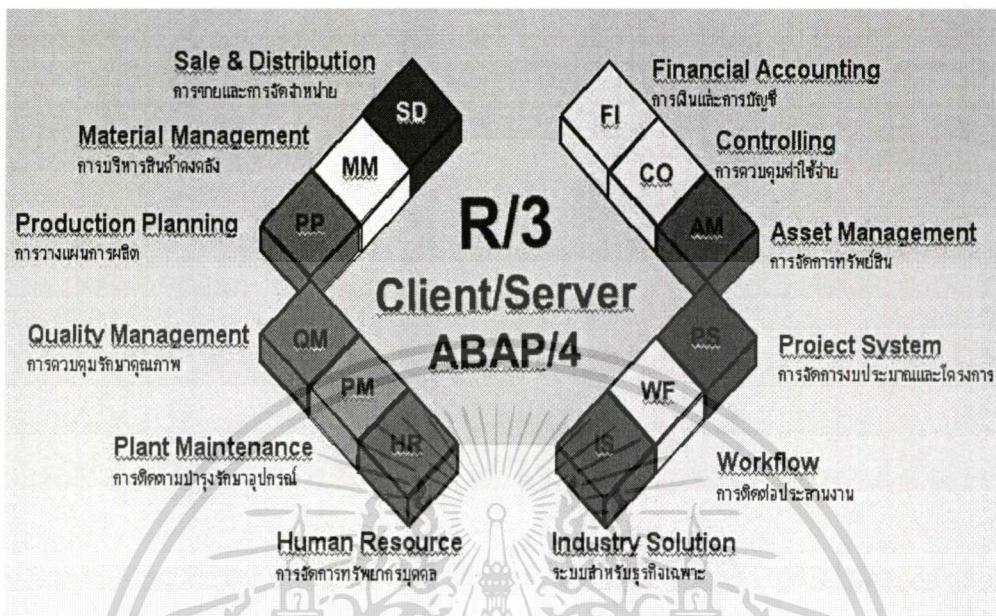 Sale & Distribution
การขายและการจัดจำหน่าย
SD
Material Management
การบริหารสินค้าคงคลัง
MM
Production Planning
การวางแผนการผลิต
PP
Quality Management
การควบคุมรักษาคุณภาพ
QM
Plant Maintenance
การติดตามบำรุงรักษาอุปกรณ์
PM
Human Resource
การจัดการทรัพยากรบุคคล
HR
R/3
Client/Server
ABAP/4
Financial Accounting
การเงินและการบัญชี
FI
Controlling
การควบคุมค่าใช้จ่าย
CO
Asset Management
การจัดการทรัพย์สิน
AM
Project System
การจัดการงบประมาณและโครงการ
PS
Workflow
การติดต่อประสานงาน
WF
Industry Solution
ระบบสำหรับธุรกิจเฉพาะ
IS